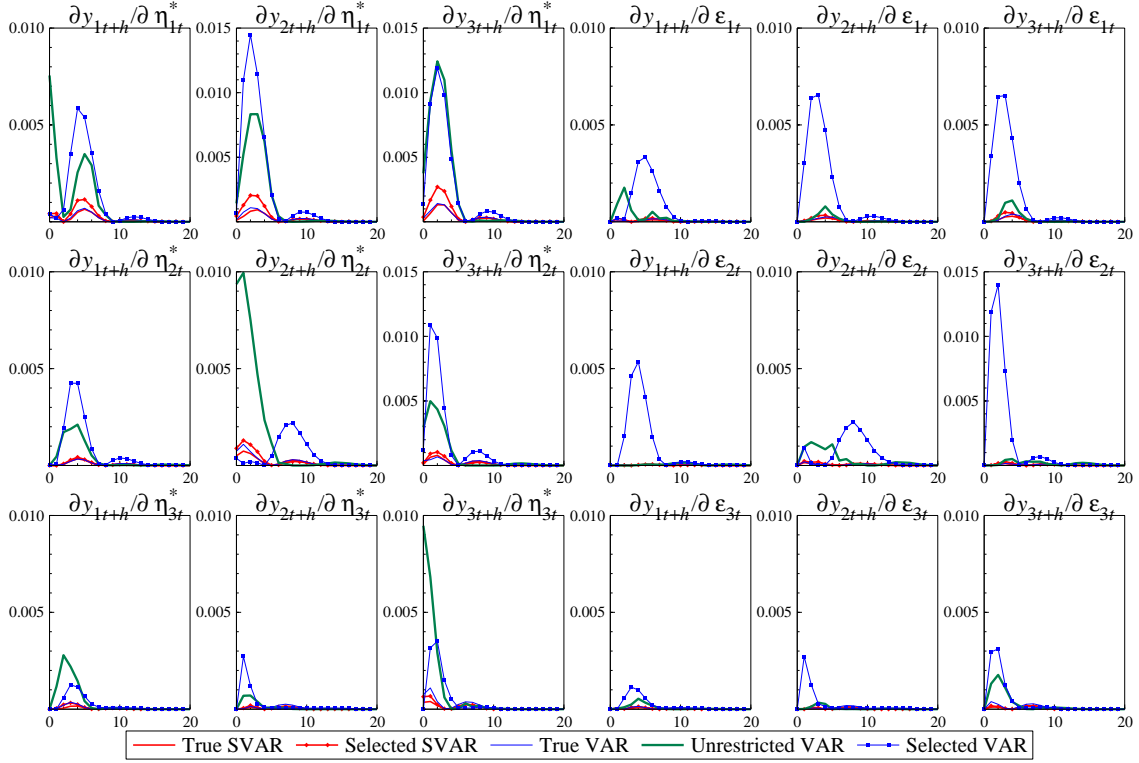 ∂y1t+h/∂ η*1t ∂y2t+h/∂ η*1t ∂y3t+h/∂ η*1t ∂y1t+h/∂ ε1t ∂y2t+h/∂ ε1t ∂y3t+h/∂ ε1t
0.010 0.015 0.015 0.010 0.010 0.010
0.010 0.010
0.005 0.005 0.005 0.005 0.005 0.005
0 10 20 0 10 20 0 10 20 0 10 20 0 10 20 0 10 20
∂y1t+h/∂ η*2t ∂y2t+h/∂ η*2t ∂y3t+h/∂ η*2t ∂y1t+h/∂ ε2t ∂y2t+h/∂ ε2t ∂y3t+h/∂ ε2t
0.010 0.010 0.015 0.010 0.010 0.015
0.010 0.010
0.005 0.005 0.005 0.005 0.005 0.005
0 10 20 0 10 20 0 10 20 0 10 20 0 10 20 0 10 20
∂y1t+h/∂ η*3t ∂y2t+h/∂ η*3t ∂y3t+h/∂ η*3t ∂y1t+h/∂ ε3t ∂y2t+h/∂ ε3t ∂y3t+h/∂ ε3t
0.010 0.010 0.010 0.010 0.010 0.010
0.005 0.005 0.005 0.005 0.005 0.005
0 10 20 0 10 20 0 10 20 0 10 20 0 10 20 0 10 20
True SVAR Selected SVAR True VAR Unrestricted VAR Selected VAR